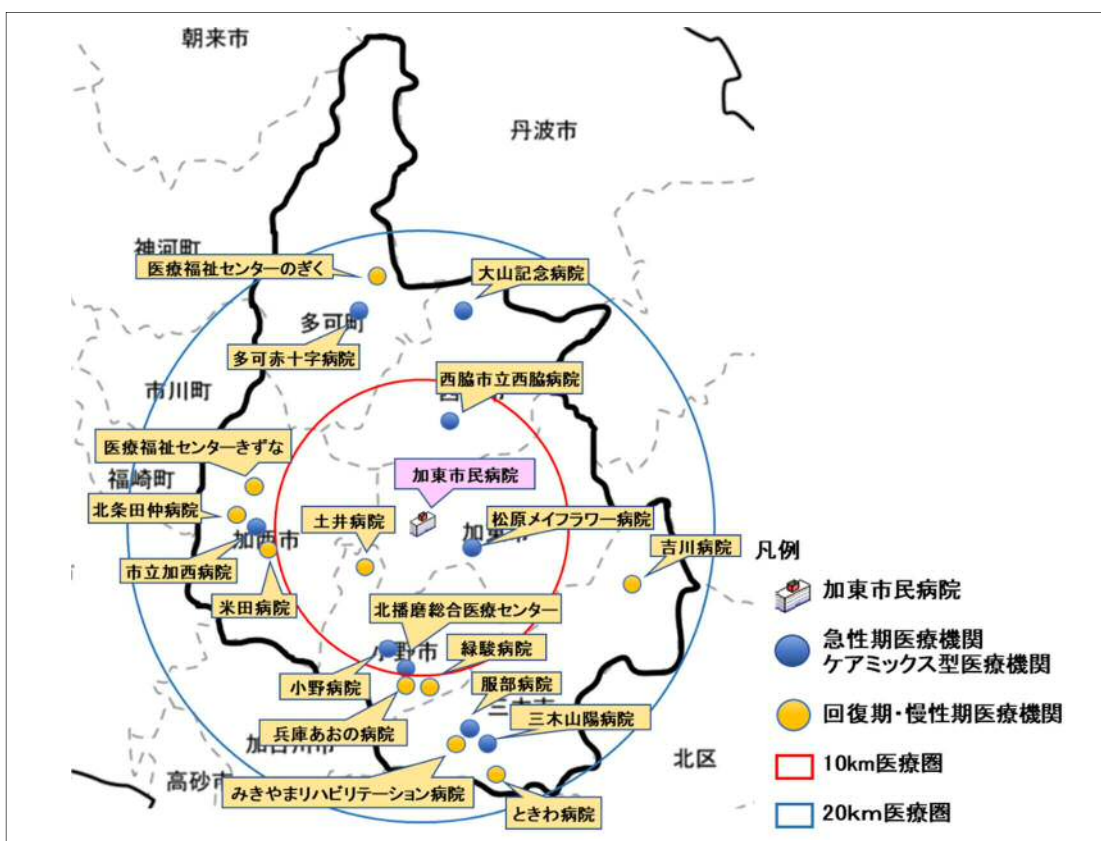 朝来市
丹波市
神河町
医療福祉センターのぎく
大山記念病院
多可町
多可赤十字病院
西脇市立西脇病院
市川町
医療福祉センターきずな
福崎町
加東市民病院
北条田仲病院
土井病院
松原メイフラワー病院
加西市
加東市
吉川病院
市立加西病院
米田病院
北播磨総合医療センター
小野市
緑駿病院
小野病院
服部病院
兵庫あおの病院
三木市
三木山陽病院
加古川市
高砂市
みきやまリハビリテーション病院
ときわ病院
北区
凡例
加東市民病院
急性期医療機関
ケアミックス型医療機関
回復期・慢性期医療機関
10km医療圏
20km医療圏